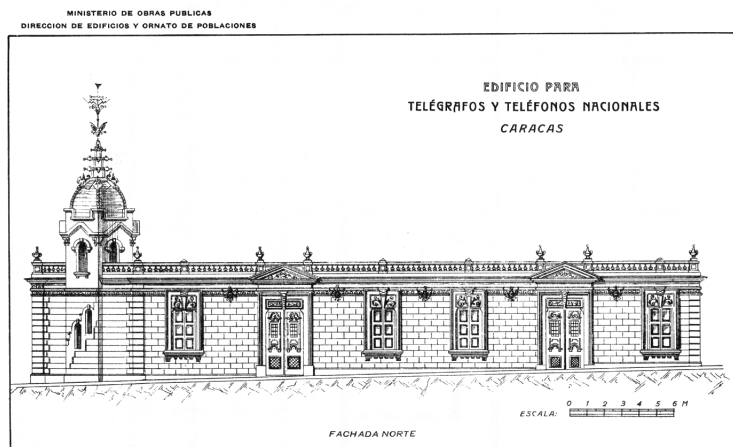 MINISTERIO DE OBRAS PUBLICAS
DIRECCION DE EDIFICIOS Y ORNATO DE POBLACIONES
EDIFICIO PARA
TELÉGRAFOS Y TELÉFONOS NACIONALES
CARACAS
ESCALA: 0 1 2 3 4 5 6 M
FACHADA NORTE